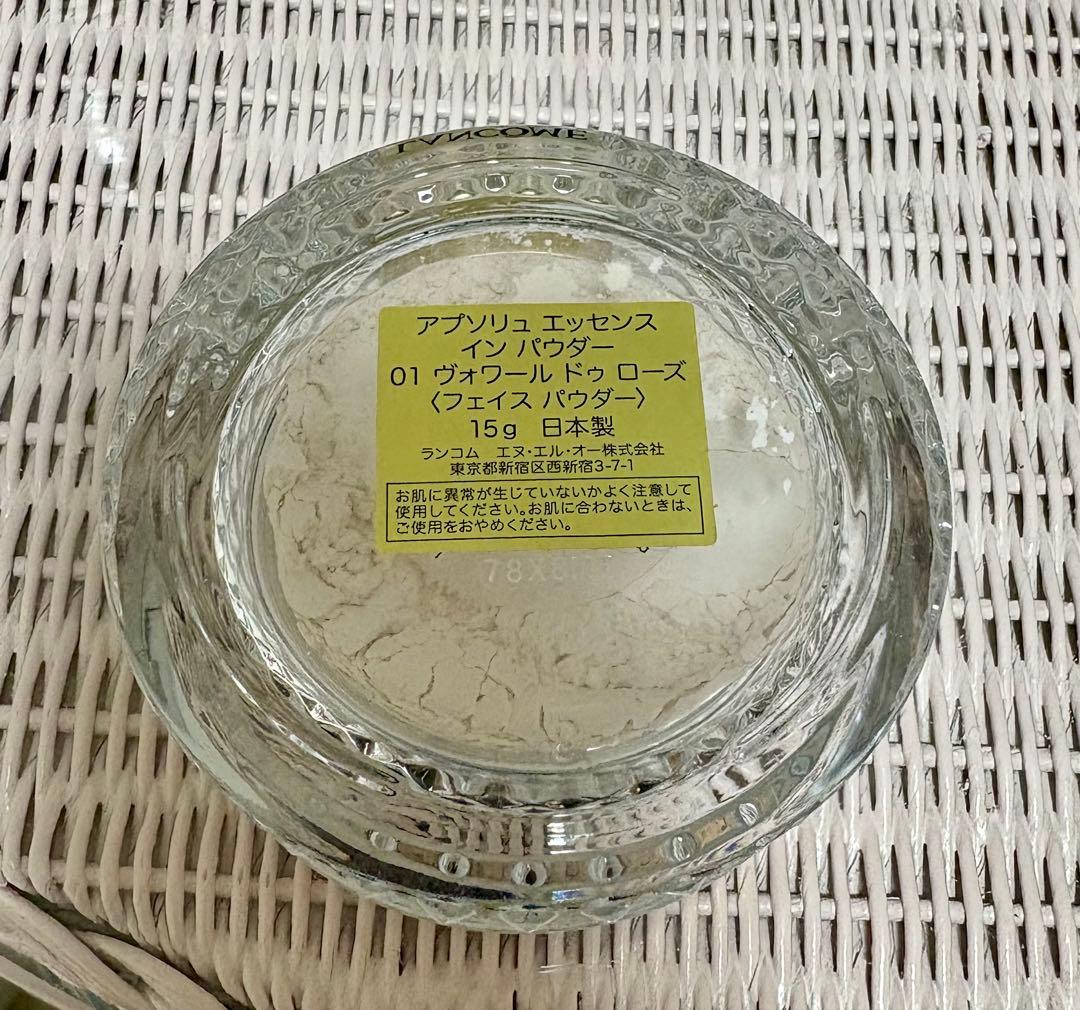 LANCOME
アプソリュ エッセンス
イン パウダー
01 ヴォワール ドゥ ローズ
〈フェイス パウダー〉
15g 日本製
ランコム エヌ・エル・オー株式会社
東京都新宿区西新宿3-7-1
お肌に異常が生じていないかよく注意して
使用してください。お肌に合わないときは、
ご使用をおやめください。